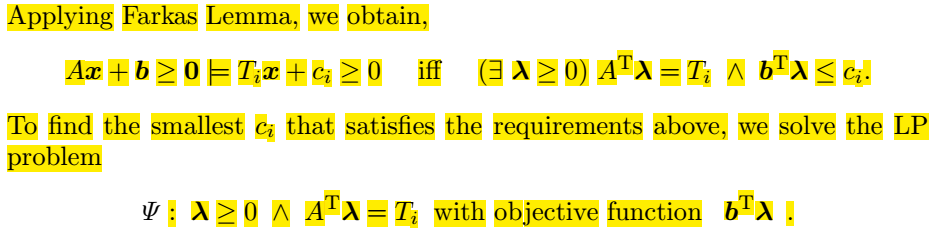 Applying Farkas Lemma, we obtain,
Ax + b ≥ 0 ⊨ T_i x + c_i ≥ 0 iff (∃ λ ≥ 0) A^T λ = T_i ∧ b^T λ ≤ c_i.
To find the smallest c_i that satisfies the requirements above, we solve the LP
problem
Ψ : λ ≥ 0 ∧ A^T λ = T_i with objective function b^T λ .